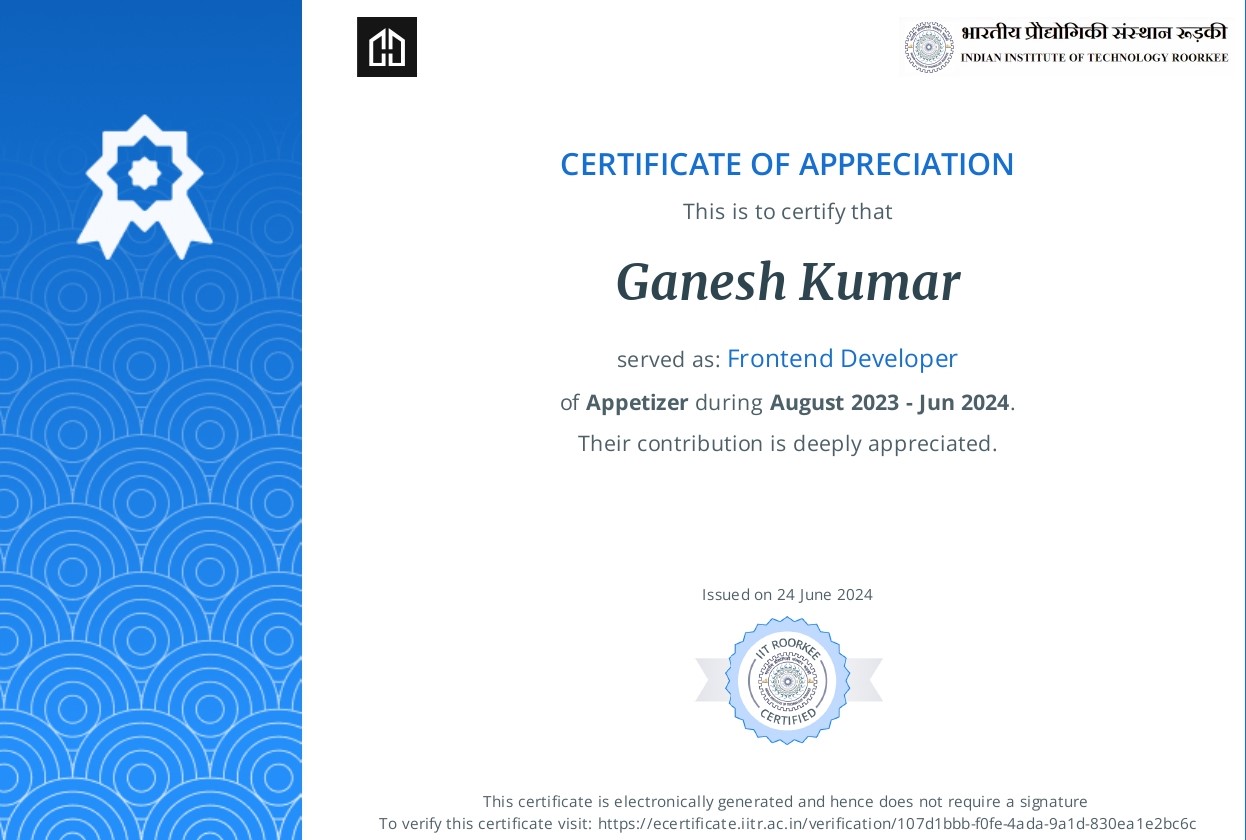 भारतीय प्रौद्योगिकी संस्थान रूड़की
INDIAN INSTITUTE OF TECHNOLOGY ROORKEE
CERTIFICATE OF APPRECIATION
This is to certify that
Ganesh Kumar
served as: Frontend Developer
of Appetizer during August 2023 - Jun 2024.
Their contribution is deeply appreciated.
Issued on 24 June 2024
IIT ROORKEE
CERTIFIED
This certificate is electronically generated and hence does not require a signature
To verify this certificate visit: https://ecertificate.iitr.ac.in/verification/107d1bbb-f0fe-4ada-9a1d-830ea1e2bc6c